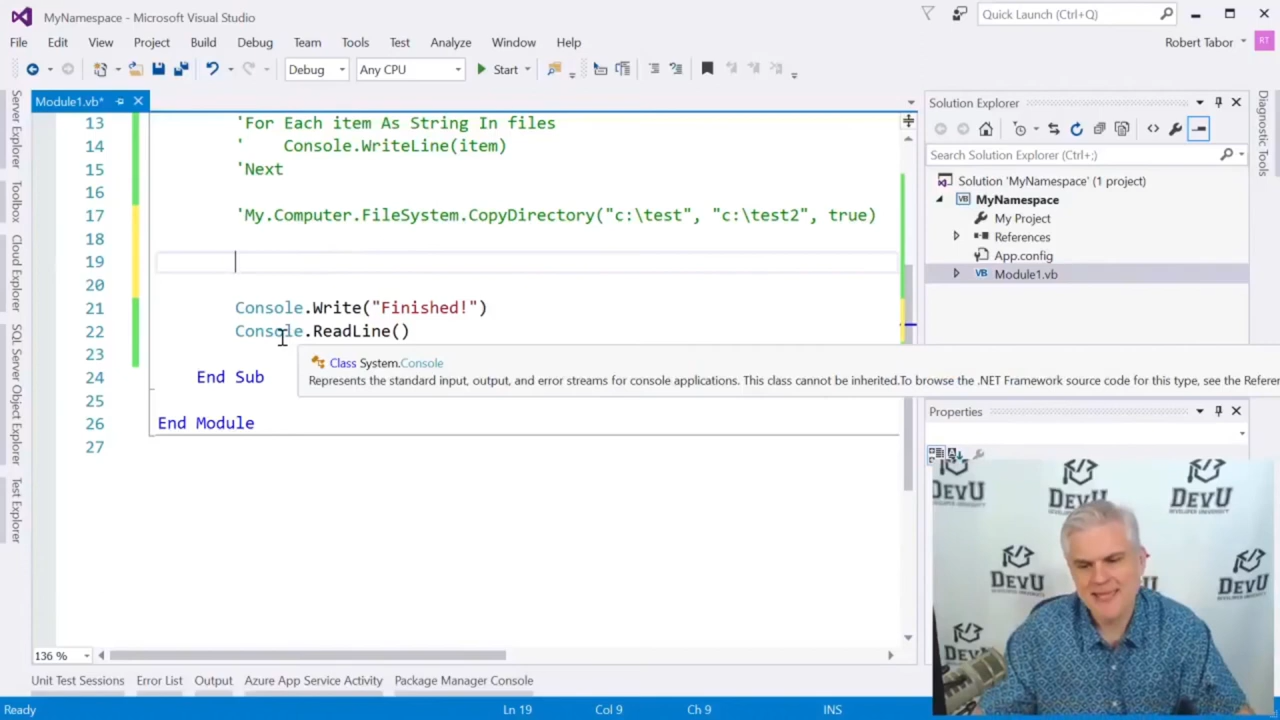 MyNamespace - Microsoft Visual Studio
Quick Launch (Ctrl+Q)
File Edit View Project Build Debug Team Tools Test Analyze Window Help
Robert Tabor RT
Debug Any CPU Start
Module1.vb*
Server Explorer
Toolbox
Cloud Explorer
SQL Server Object Explorer
Test Explorer
13 'For Each item As String In files
14 '    Console.WriteLine(item)
15 'Next
16
17 'My.Computer.FileSystem.CopyDirectory("c:\test", "c:\test2", true)
18
19
20
21 Console.Write("Finished!")
22 Console.ReadLine()
23
24 End Sub
25
26 End Module
27
Class System.Console
Represents the standard input, output, and error streams for console applications. This class cannot be inherited.To browse the .NET Framework source code for this type, see the Refere
Solution Explorer
Search Solution Explorer (Ctrl+;)
Solution 'MyNamespace' (1 project)
MyNamespace
My Project
References
App.config
VB Module1.vb
Diagnostic Tools
Properties
DEVU DEVU DEVU
DEVELOPER UNIVERSITY
DEVU DEVU
DEVU
136 %
Unit Test Sessions Error List Output Azure App Service Activity Package Manager Console
Ready Ln 19 Col 9 Ch 9 INS